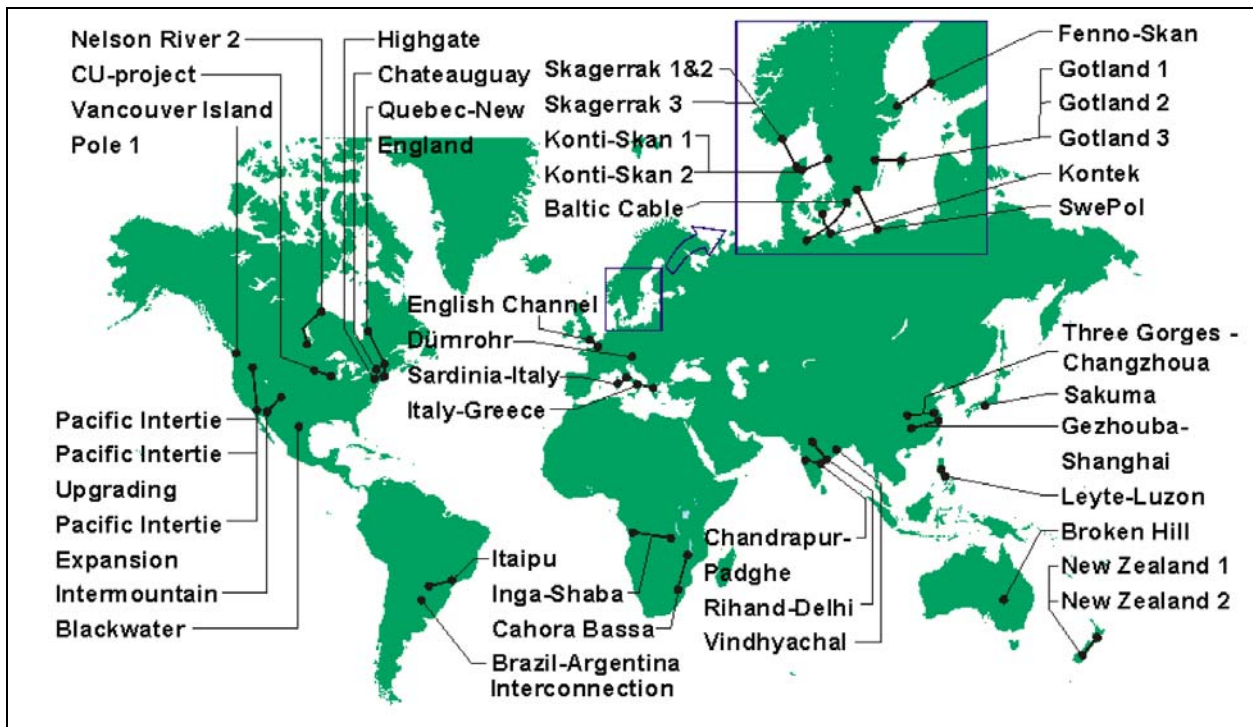 Nelson River 2
CU-project
Vancouver Island
Pole 1
Highgate
Chateauguay
Quebec-New
England
Skagerrak 1&2
Skagerrak 3
Konti-Skan 1
Konti-Skan 2
Baltic Cable
Fenno-Skan
Gotland 1
Gotland 2
Gotland 3
Kontek
SwePol
English Channel
Dürnrohr
Sardinia-Italy
Italy-Greece
Three Gorges -
Changzhoua
Sakuma
Gezhouba-
Shanghai
Leyte-Luzon
Broken Hill
New Zealand 1
New Zealand 2
Pacific Intertie
Pacific Intertie
Upgrading
Pacific Intertie
Expansion
Intermountain
Blackwater
Itaipu
Inga-Shaba
Cahora Bassa
Brazil-Argentina
Interconnection
Chandrapur-
Padghe
Rihand-Delhi
Vindhyachal